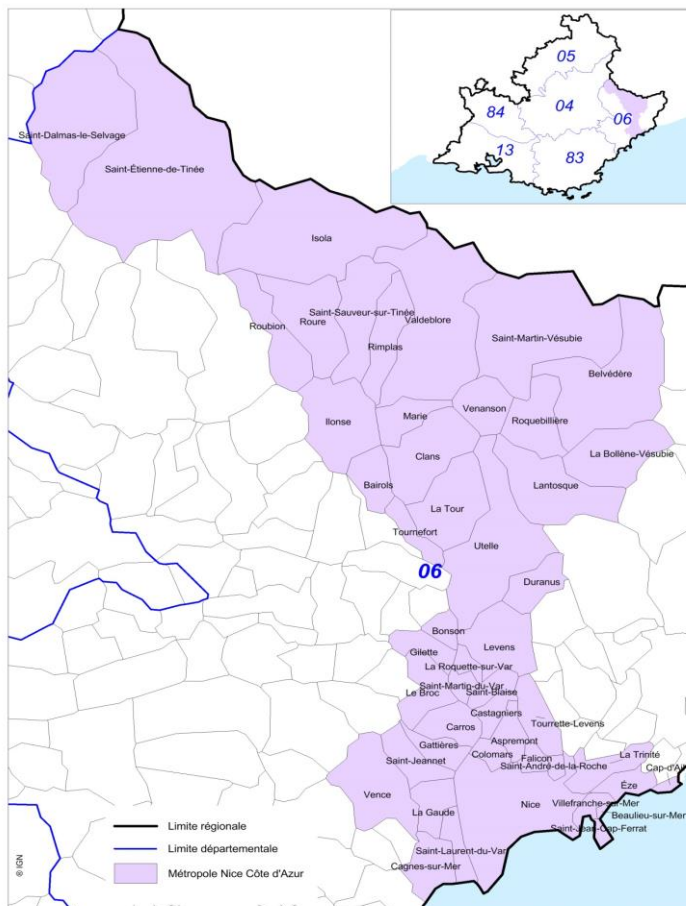 05
84
04
06
13
83
Saint-Dalmas-le-Selvage
Saint-Étienne-de-Tinée
Isola
Saint-Sauveur-sur-Tinée
Roubion
Roure
Valdeblore
Rimplas
Saint-Martin-Vésubie
Belvédère
Ilonse
Marie
Venanson
Roquebillière
Clans
La Bollène-Vésubie
Bairols
Lantosque
La Tour
Tournefort
Utelle
06
Duranus
Bonson
Levens
Gilette
La Roquette-sur-Var
Saint-Martin-du-Var
Le Broc
Saint-Blaise
Castagniers
Carros
Tourrette-Levens
Aspremont
Gattières
Colomars
Falicon
La Trinité
Saint-Jeannet
Saint-André-de-la-Roche
Cap-d'Ail
Èze
Vence
Nice
Villefranche-sur-Mer
La Gaude
Beaulieu-sur-Mer
Saint-Jean-Cap-Ferrat
Saint-Laurent-du-Var
Cagnes-sur-Mer
Limite régionale
Limite départementale
Métropole Nice Côte d'Azur
® IGN